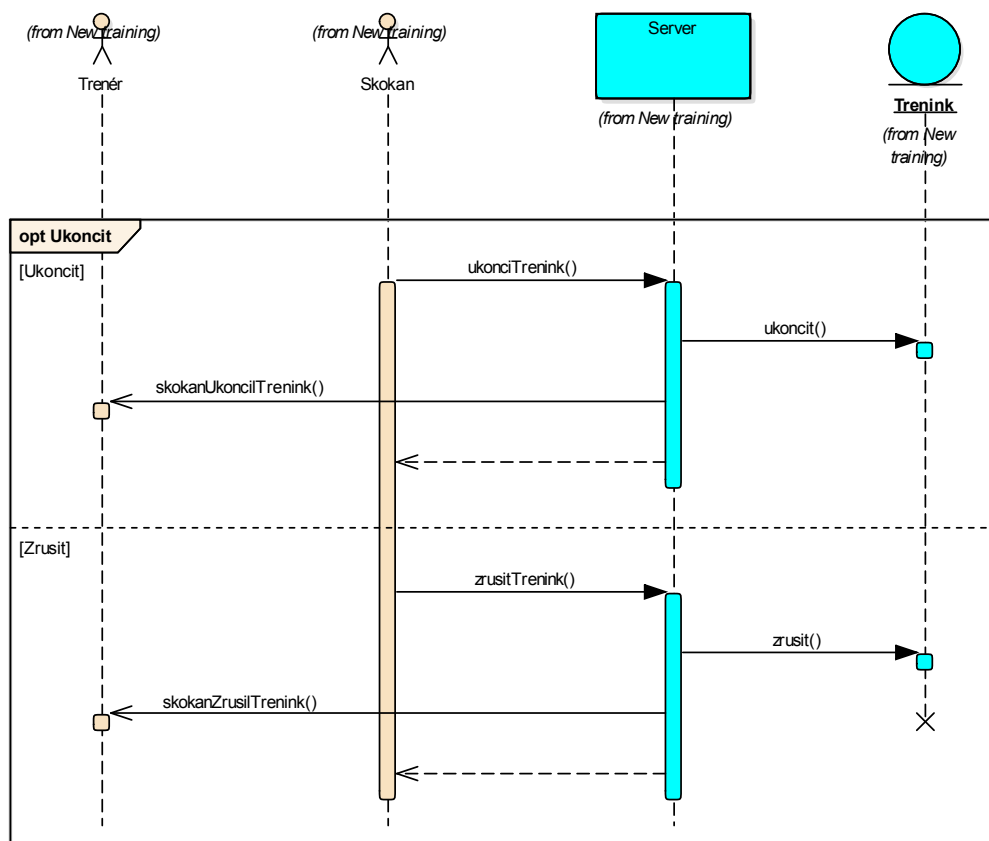 (from New training)
Trenér
(from New training)
Skokan
Server
(from New training)
Trenink
(from New
training)
opt Ukoncit
[Ukoncit]
ukonciTrenink()
ukoncit()
skokanUkoncilTrenink()
[Zrusit]
zrusitTrenink()
zrusit()
skokanZrusilTrenink()